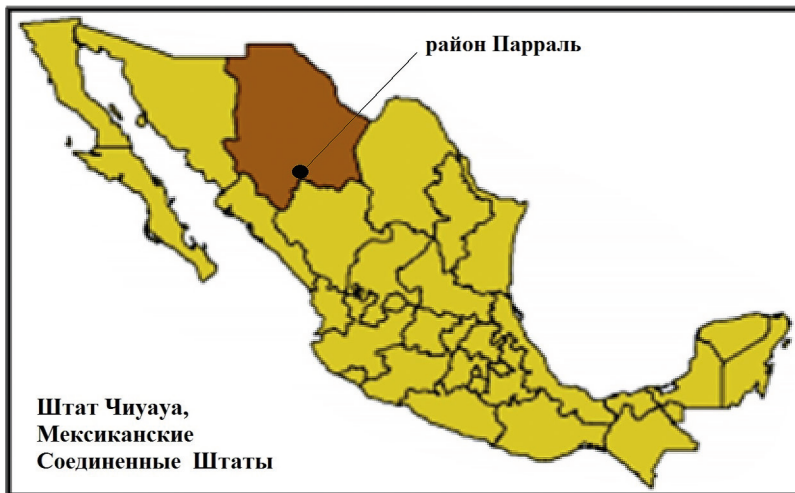 район Парраль
Штат Чиуауа,
Мексиканские
Соединенные Штаты